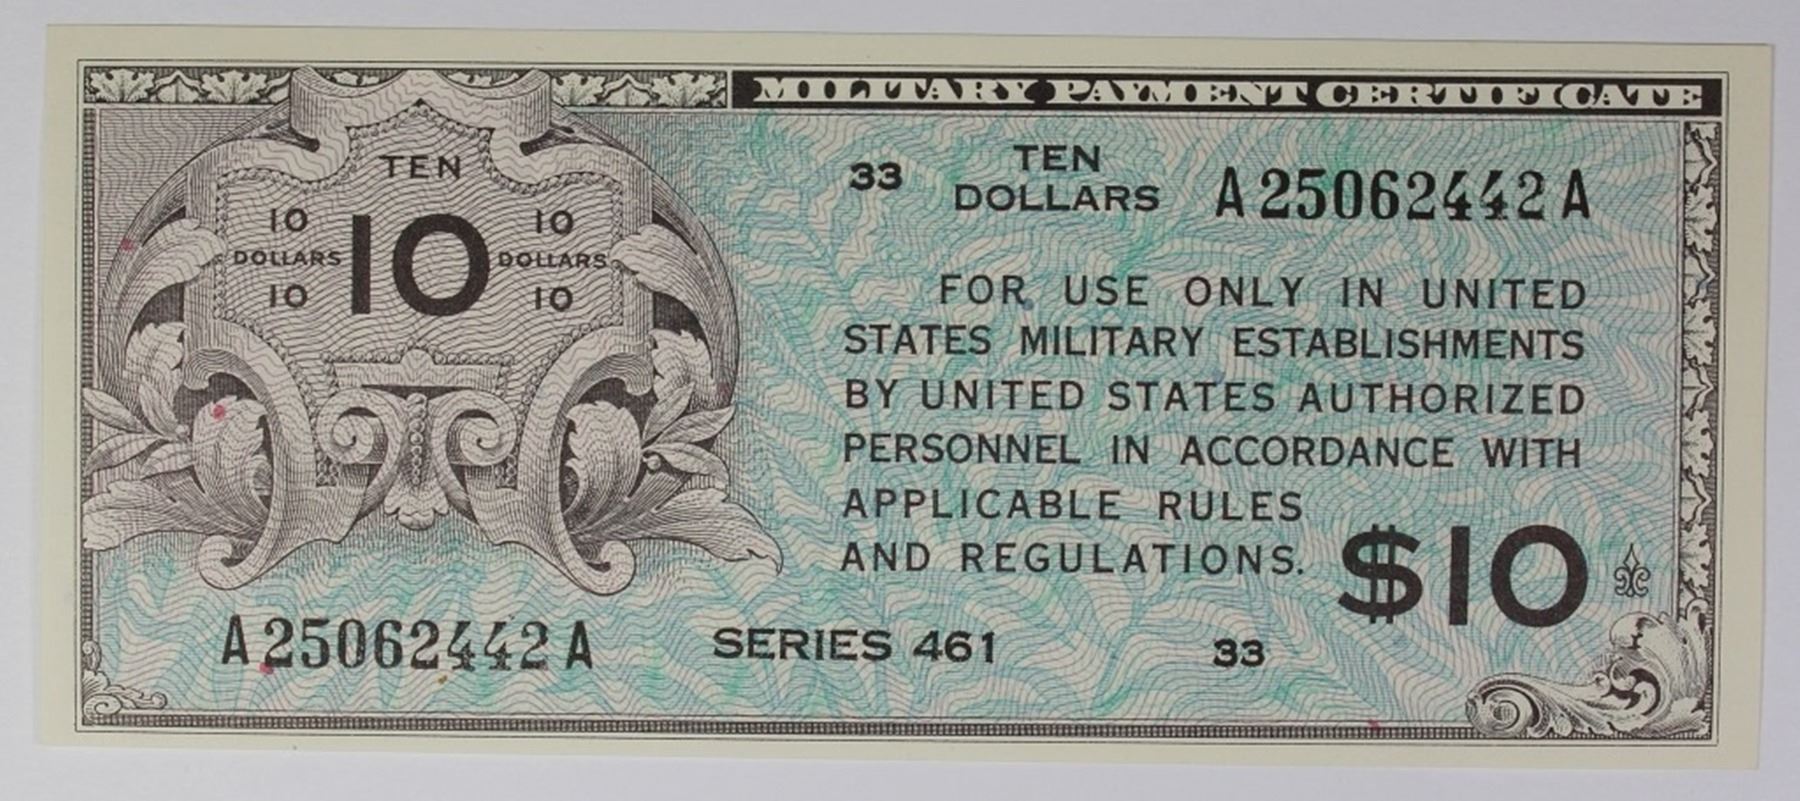 MILITARY PAYMENT CERTIFICATE
TEN
10 10 10
DOLLARS DOLLARS
10 10
33 TEN DOLLARS A25062442A
FOR USE ONLY IN UNITED
STATES MILITARY ESTABLISHMENTS
BY UNITED STATES AUTHORIZED
PERSONNEL IN ACCORDANCE WITH
APPLICABLE RULES
AND REGULATIONS.
$10
A25062442A SERIES 461 33